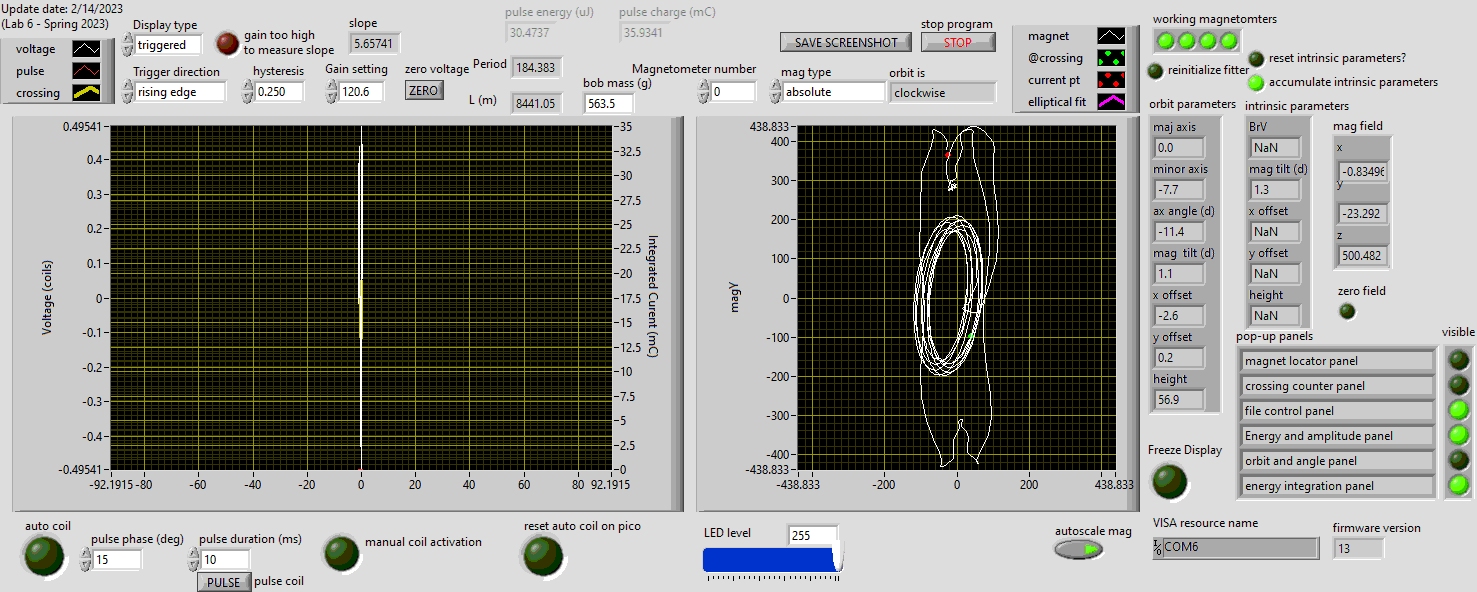 Update date: 2/14/2023
(Lab 6 - Spring 2023)
voltage
pulse
crossing
Display type
triggered
gain too high
to measure slope
slope
5.65741
Trigger direction
rising edge
hysteresis
0.250
Gain setting
120.6
zero voltage
ZERO
pulse energy (uJ)
30.4737
pulse charge (mC)
35.9341
Period
184.383
L (m)
8441.05
bob mass (g)
563.5
SAVE SCREENSHOT
stop program
STOP
Magnetometer number
0
mag type
absolute
orbit is
clockwise
magnet
@crossing
current pt
elliptical fit
working magnetomters
reinitialize fitter
reset intrinsic parameters?
accumulate intrinsic parameters
Voltage (coils)
0.49541
0.4
0.3
0.2
0.1
0
-0.1
-0.2
-0.3
-0.4
-0.49541
-92.1915
-80
-60
-40
-20
0
20
40
60
80
92.1915
35
32.5
30
27.5
25
22.5
20
17.5
15
12.5
10
7.5
5
2.5
0
Integrated Curent (mC)
magY
438.833
400
300
200
100
0
-100
-200
-300
-400
-438.833
-438.833
-200
0
200
438.833
orbit parameters
maj axis
0.0
minor axis
-7.7
ax angle (d)
-11.4
mag tilt (d)
1.1
x offset
-2.6
y offset
0.2
height
56.9
intrinsic parameters
BrV
NaN
mag tilt (d)
1.3
x offset
NaN
y offset
NaN
height
NaN
mag field
x
-0.83496
y
-23.292
z
500.482
zero field
pop-up panels
visible
magnet locator panel
crossing counter panel
file control panel
Energy and amplitude panel
orbit and angle panel
energy integration panel
Freeze Display
auto coil
pulse phase (deg)
15
pulse duration (ms)
10
PULSE
pulse coil
manual coil activation
reset auto coil on pico
LED level
255
autoscale mag
VISA resource name
COM6
firmware version
13